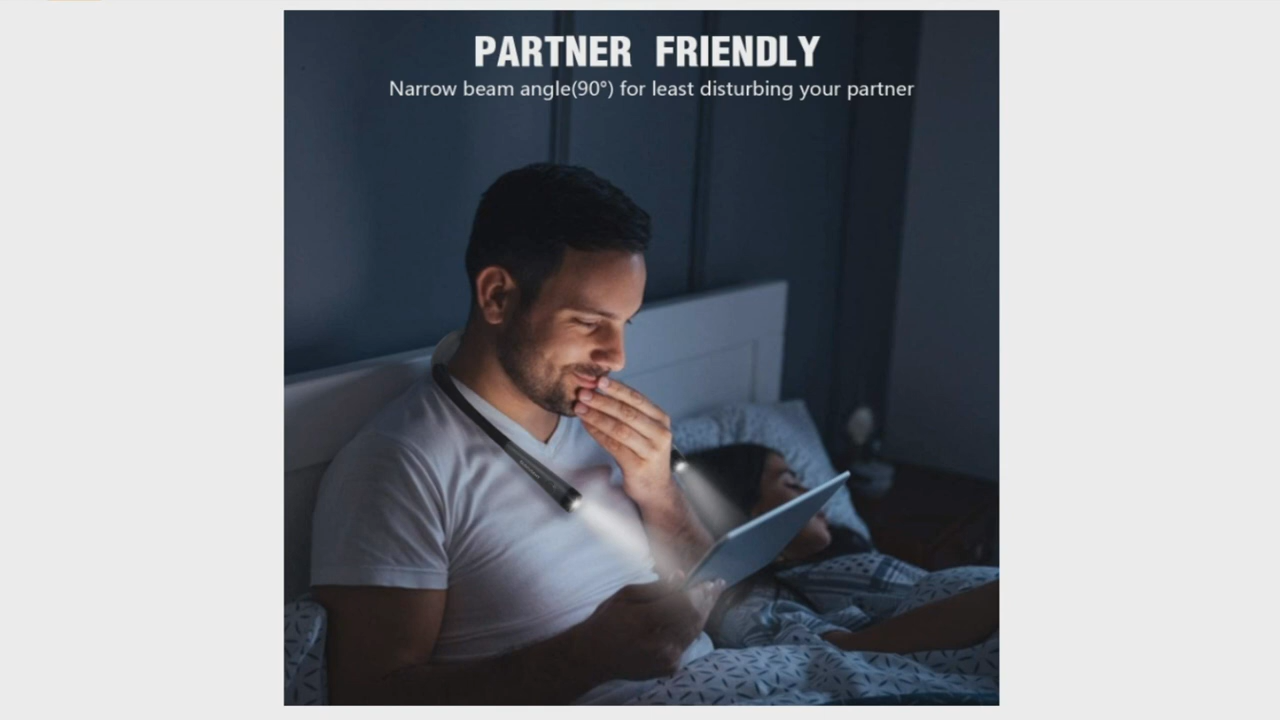 PARTNER FRIENDLY
Narrow beam angle(90°) for least disturbing your partner